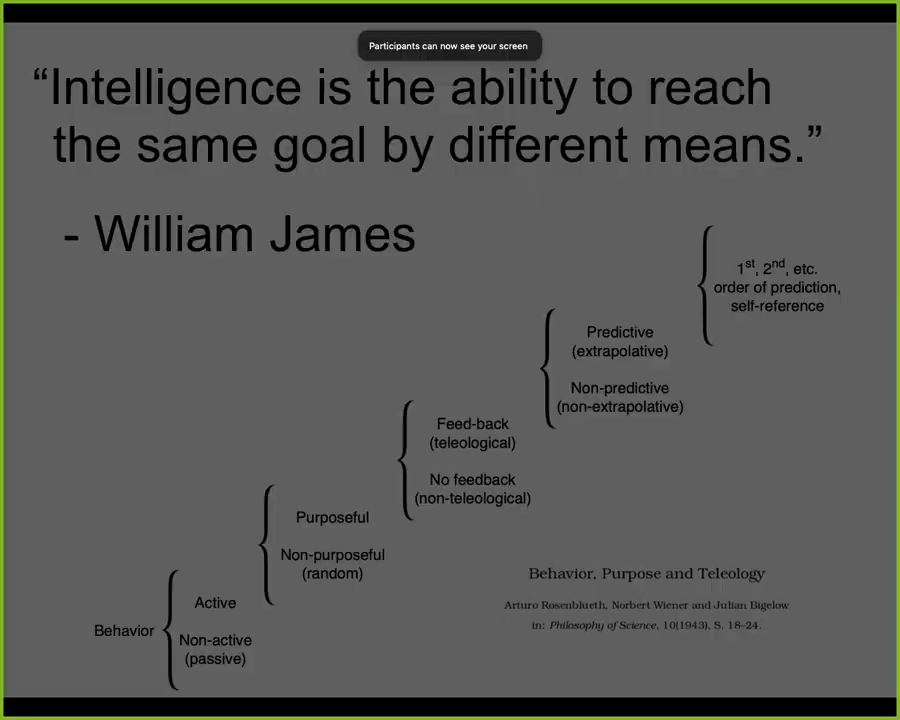 Participants can now see your screen
“Intelligence is the ability to reach
the same goal by different means.”
- William James
1st, 2nd, etc.
order of prediction,
self-reference
Predictive
(extrapolative)
Non-predictive
(non-extrapolative)
Feed-back
(teleological)
No feedback
(non-teleological)
Purposeful
Non-purposeful
(random)
Active
Behavior
Non-active
(passive)
Behavior, Purpose and Teleology
Arturo Rosenblueth, Norbert Wiener and Julian Bigelow
in: Philosophy of Science, 10(1943), S. 18–24.